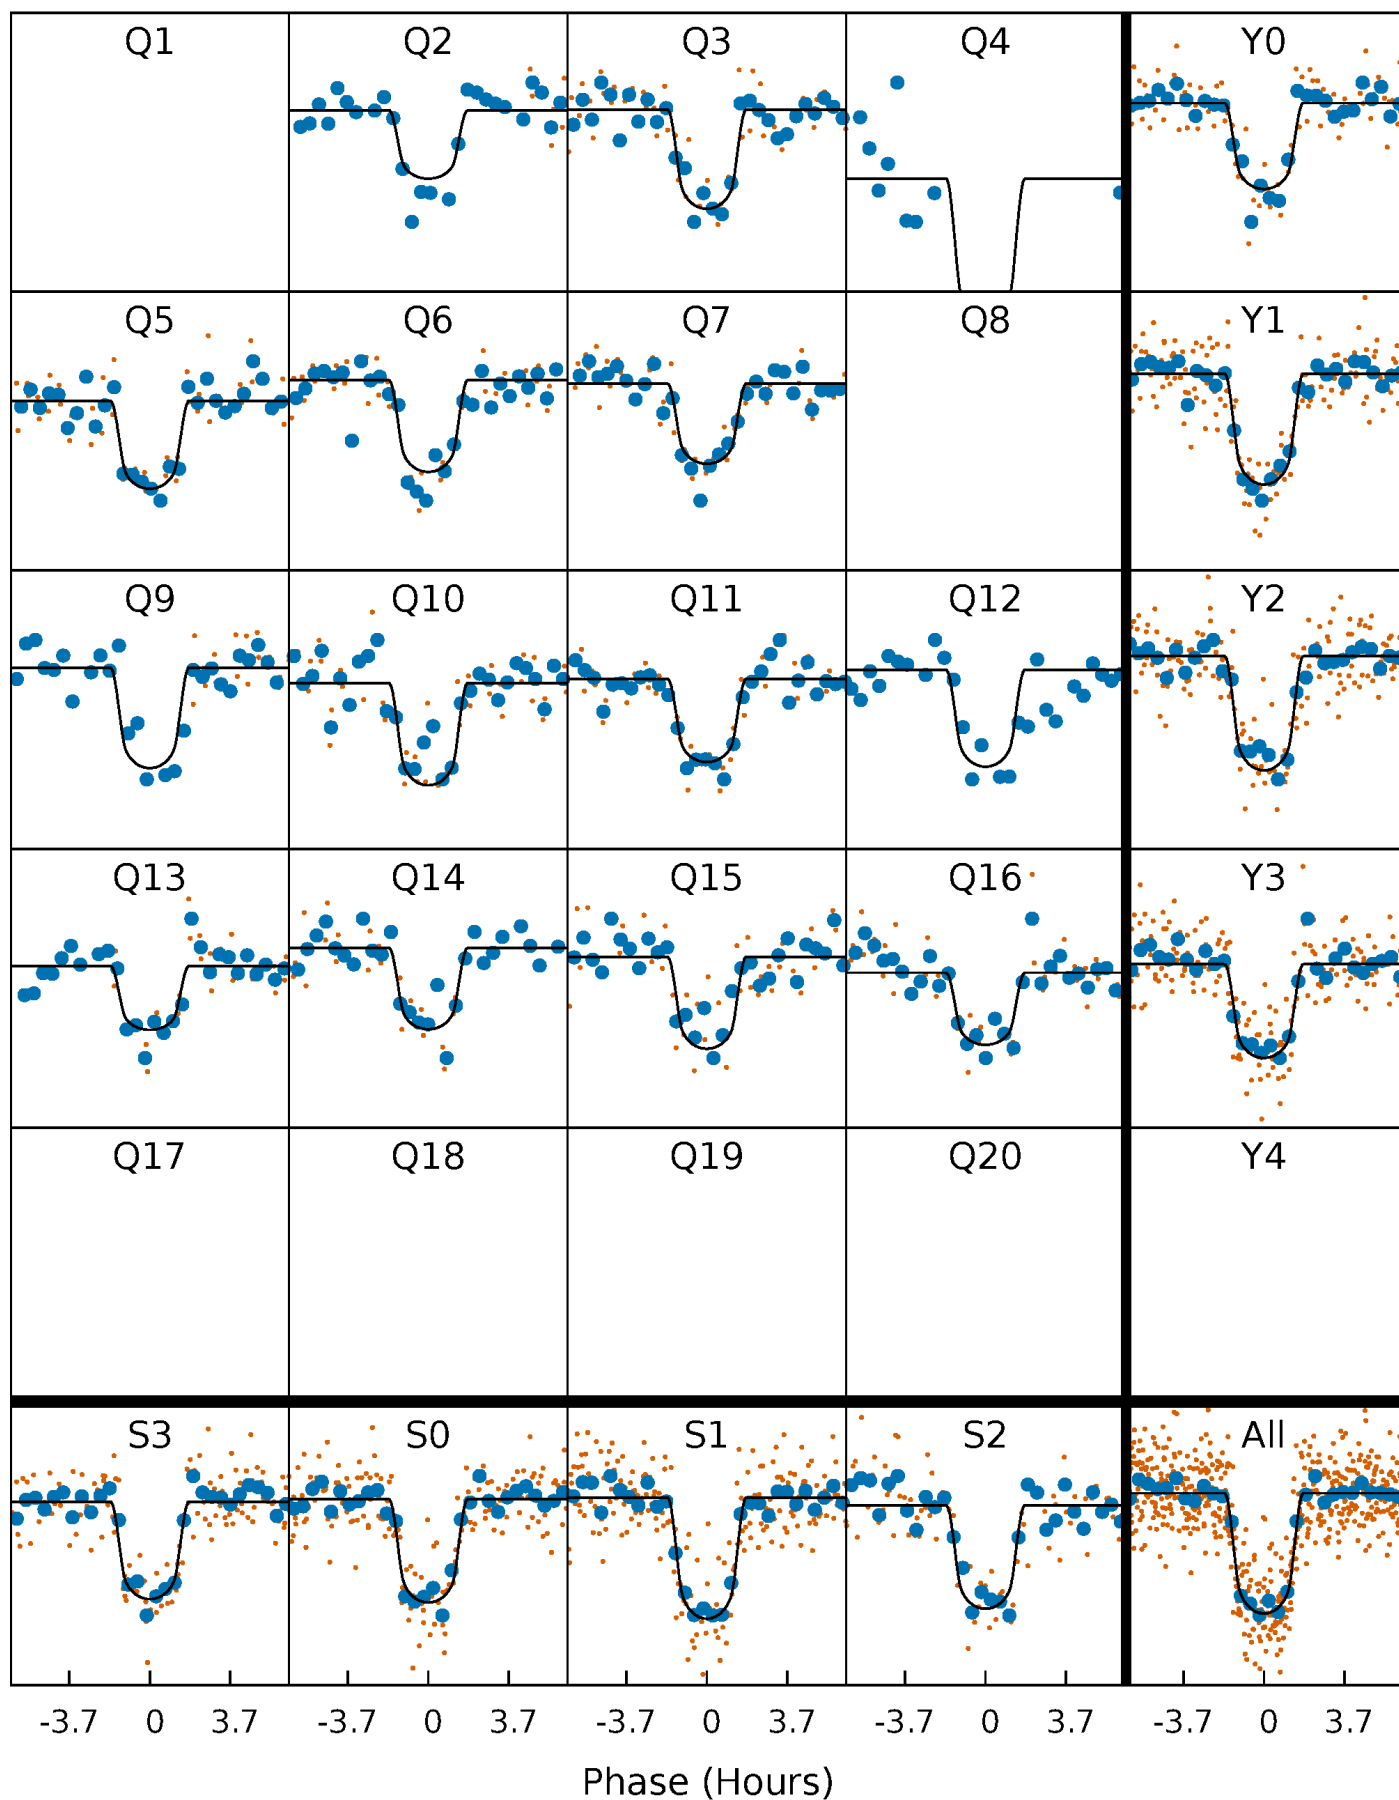 Q1 Q2 Q3 Q4 Y0
Q5 Q6 Q7 Q8 Y1
Q9 Q10 Q11 Q12 Y2
Q13 Q14 Q15 Q16 Y3
Q17 Q18 Q19 Q20 Y4
S3 S0 S1 S2 All
-3.7 0 3.7 -3.7 0 3.7 -3.7 0 3.7 -3.7 0 3.7 -3.7 0 3.7
Phase (Hours)